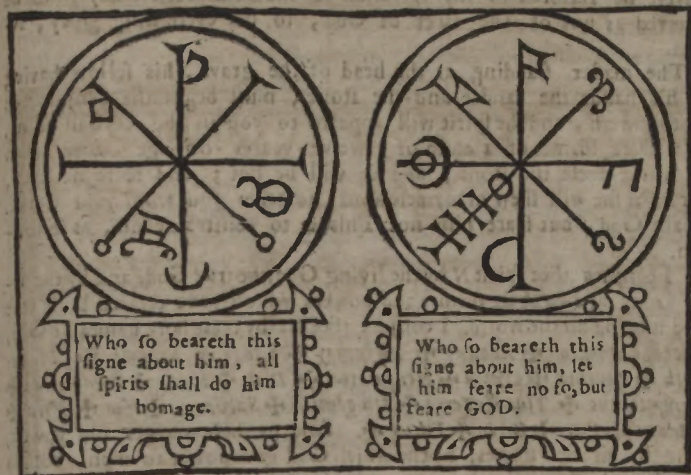 Who ſo beareth this
ſigne about him, all
ſpirits ſhall do him
homage.
Who ſo beareth this
ſigne about him, let
him feare no fo, but
feare GOD.